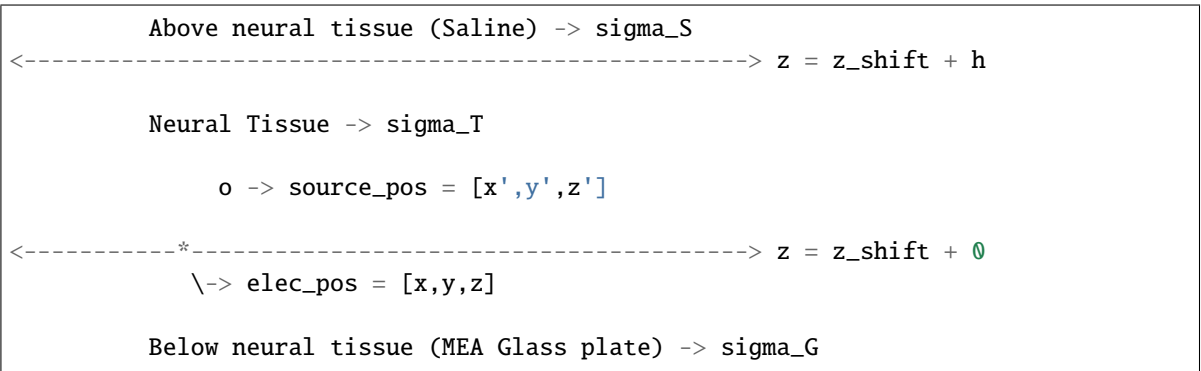 Above neural tissue (Saline) -> sigma_S
<----------------------------------------------------> z = z_shift + h
Neural Tissue -> sigma_T
o -> source_pos = [x',y',z']
<-----------*----------------------------------------> z = z_shift + 0
\-> elec_pos = [x,y,z]
Below neural tissue (MEA Glass plate) -> sigma_G